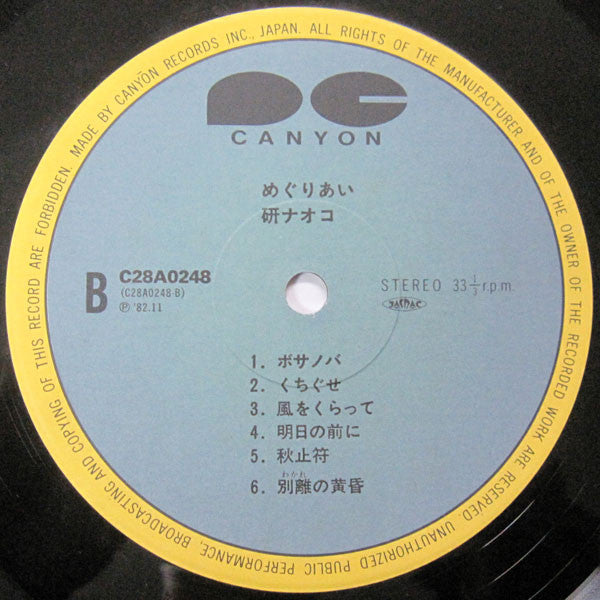 MADE BY CANYON RECORDS INC., JAPAN. ALL RIGHTS OF THE MANUFACTURER AND OF THE OWNER OF THE RECORDED WORK ARE RESERVED. UNAUTHORIZED PUBLIC PERFORMANCE, BROADCASTING AND COPYING OF THIS RECORD ARE FORBIDDEN.
PC
CANYON
めぐりあい
研ナオコ
B
C28A0248
(C28A0248-B)
Ⓟ '82.11
STEREO 33 1/3 r.p.m.
JASRAC
1. ボサノバ
2. くちぐせ
3. 風をくらって
4. 明日の前に
5. 秋止符
わかれ
6. 別離の黄昏